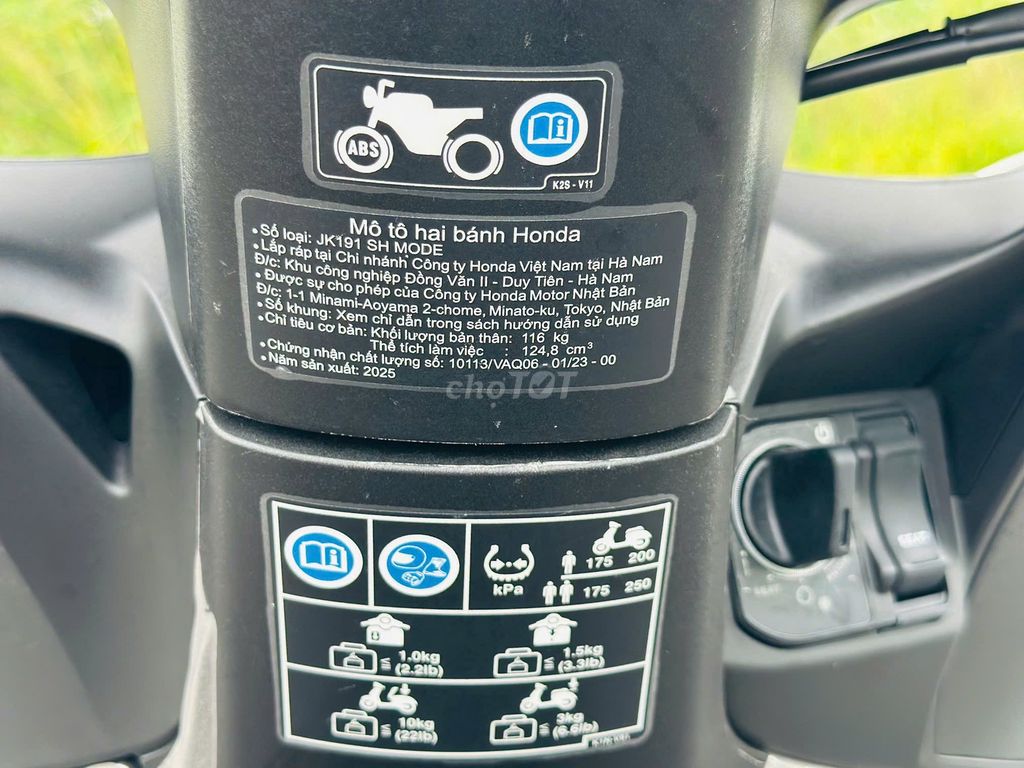 ABS
K2S - V11
Mô tô hai bánh Honda
•Số loại: JK191 SH MODE
•Lắp ráp tại Chi nhánh Công ty Honda Việt Nam tại Hà Nam
Đ/c: Khu công nghiệp Đồng Văn II - Duy Tiên - Hà Nam
•Được sự cho phép của Công ty Honda Motor Nhật Bản
Đ/c: 1-1 Minami-Aoyama 2-chome, Minato-ku, Tokyo, Nhật Bản
•Số khung: Xem chỉ dẫn trong sách hướng dẫn sử dụng
•Chỉ tiêu cơ bản: Khối lượng bản thân: 116 kg
Thể tích làm việc : 124,8 cm³
•Chứng nhận chất lượng số: 10113/VAQ06 - 01/23 - 00
•Năm sản xuất: 2025
chợTỐT
kPa
175 200
175 250
≤ 1.0kg
(2.2lb)
≤ 1.5kg
(3.3lb)
≤ 10kg
(22lb)
≤ 3kg
(6.6lb)
SEAT